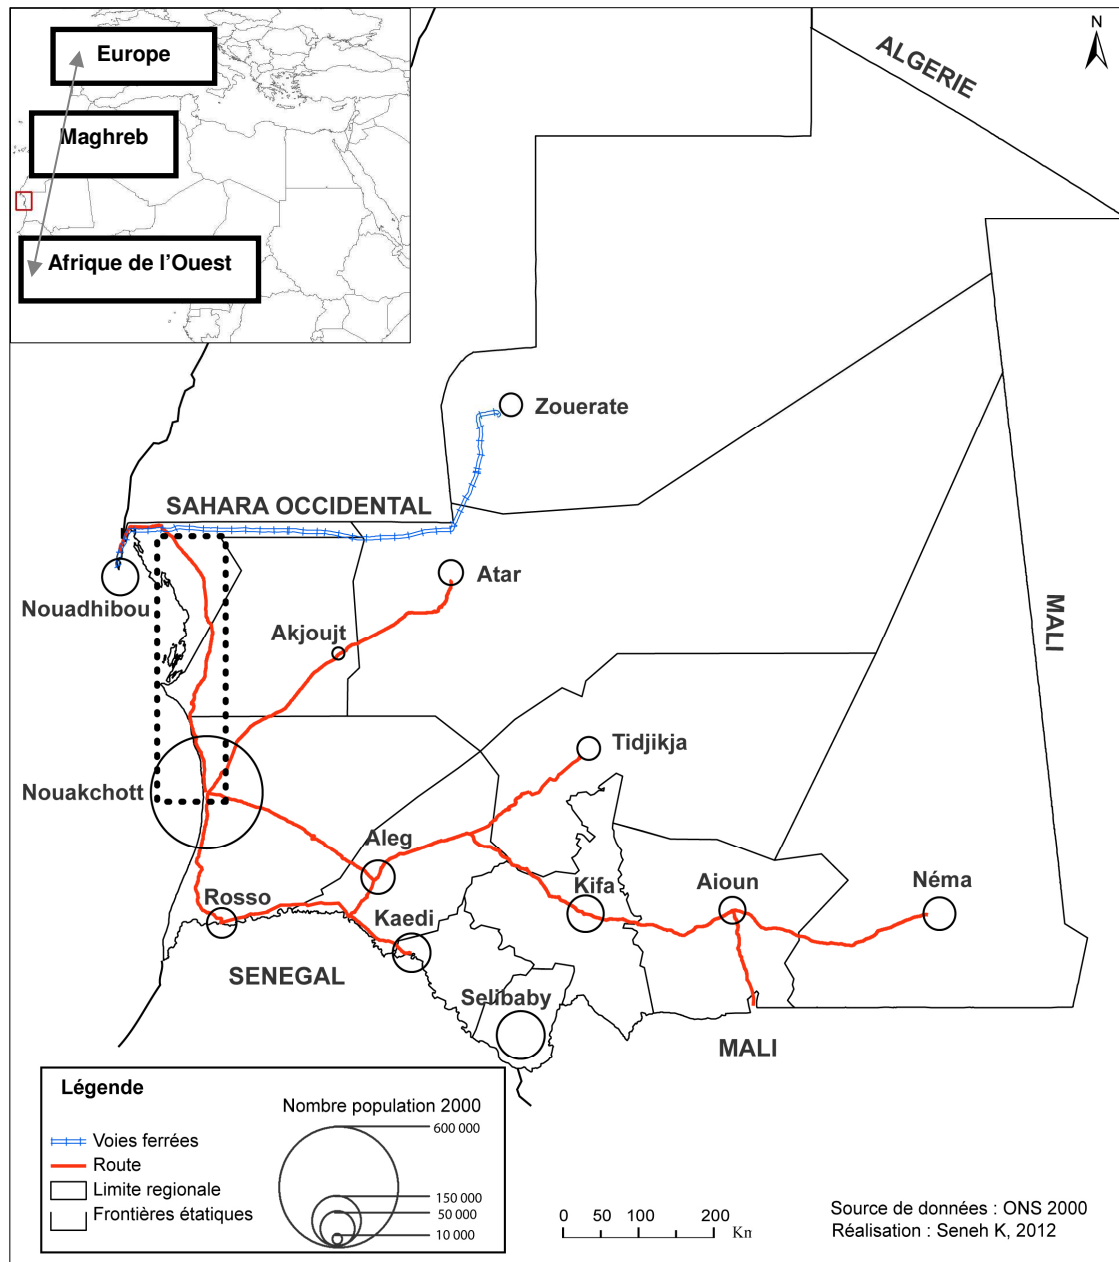 Europe
Maghreb
Afrique de l'Ouest
N
ALGERIE
Zouerate
SAHARA OCCIDENTAL
Atar
Nouadhibou
Akjoujt
MALI
Tidjikja
Nouakchott
Aleg
Kifa
Aioun
Néma
Rosso
Kaedi
SENEGAL
Selibaby
MALI
Légende
Nombre population 2000
600 000
Voies ferrées
Route
Limite regionale
Frontières étatiques
150 000
50 000
10 000
0 50 100 200
Km
Source de données : ONS 2000
Réalisation : Seneh K, 2012